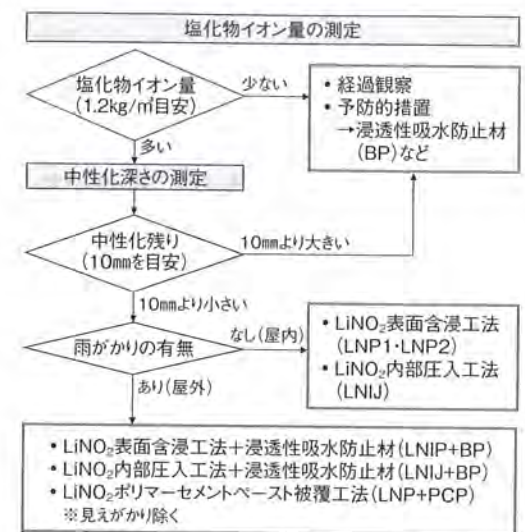 塩化物イオン量の測定
塩化物イオン量
(1.2kg/㎥目安)
少ない
・経過観察
・予防的措置
→浸透性吸水防止材
(BP)など
多い
中性化深さの測定
中性化残り
(10㎜を目安)
10㎜より大きい
10㎜より小さい
雨がかりの有無
なし(屋内)
・LiNO₂表面含浸工法
(LNP1・LNP2)
・LiNO₂内部圧入工法
(LNIJ)
あり(屋外)
・LiNO₂表面含浸工法+浸透性吸水防止材(LNIP+BP)
・LiNO₂内部圧入工法+浸透性吸水防止材(LNIJ+BP)
・LiNO₂ポリマーセメントペースト被覆工法(LNP+PCP)
※見えがかり除く